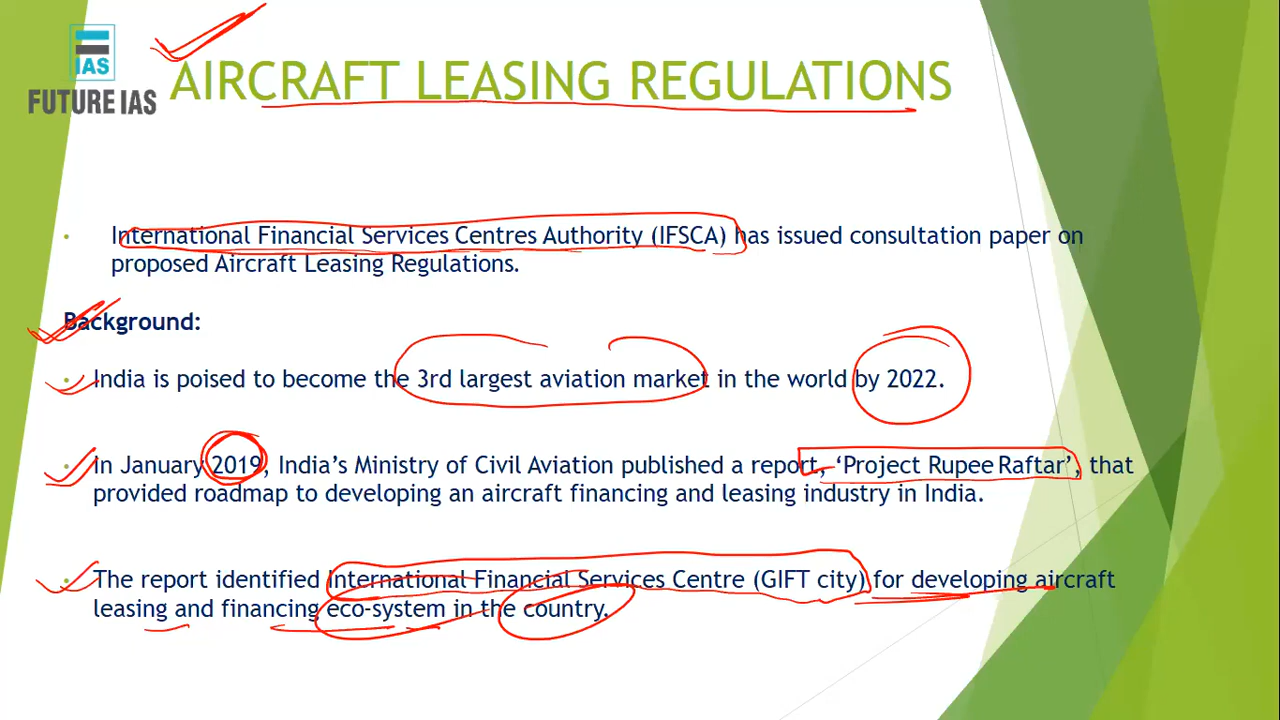 IAS
FUTURE IAS
AIRCRAFT LEASING REGULATIONS
• International Financial Services Centres Authority (IFSCA) has issued consultation paper on
proposed Aircraft Leasing Regulations.
Background:
• India is poised to become the 3rd largest aviation market in the world by 2022.
• In January 2019, India's Ministry of Civil Aviation published a report, 'Project Rupee Raftar', that
provided roadmap to developing an aircraft financing and leasing industry in India.
• The report identified International Financial Services Centre (GIFT city) for developing aircraft
leasing and financing eco-system in the country.